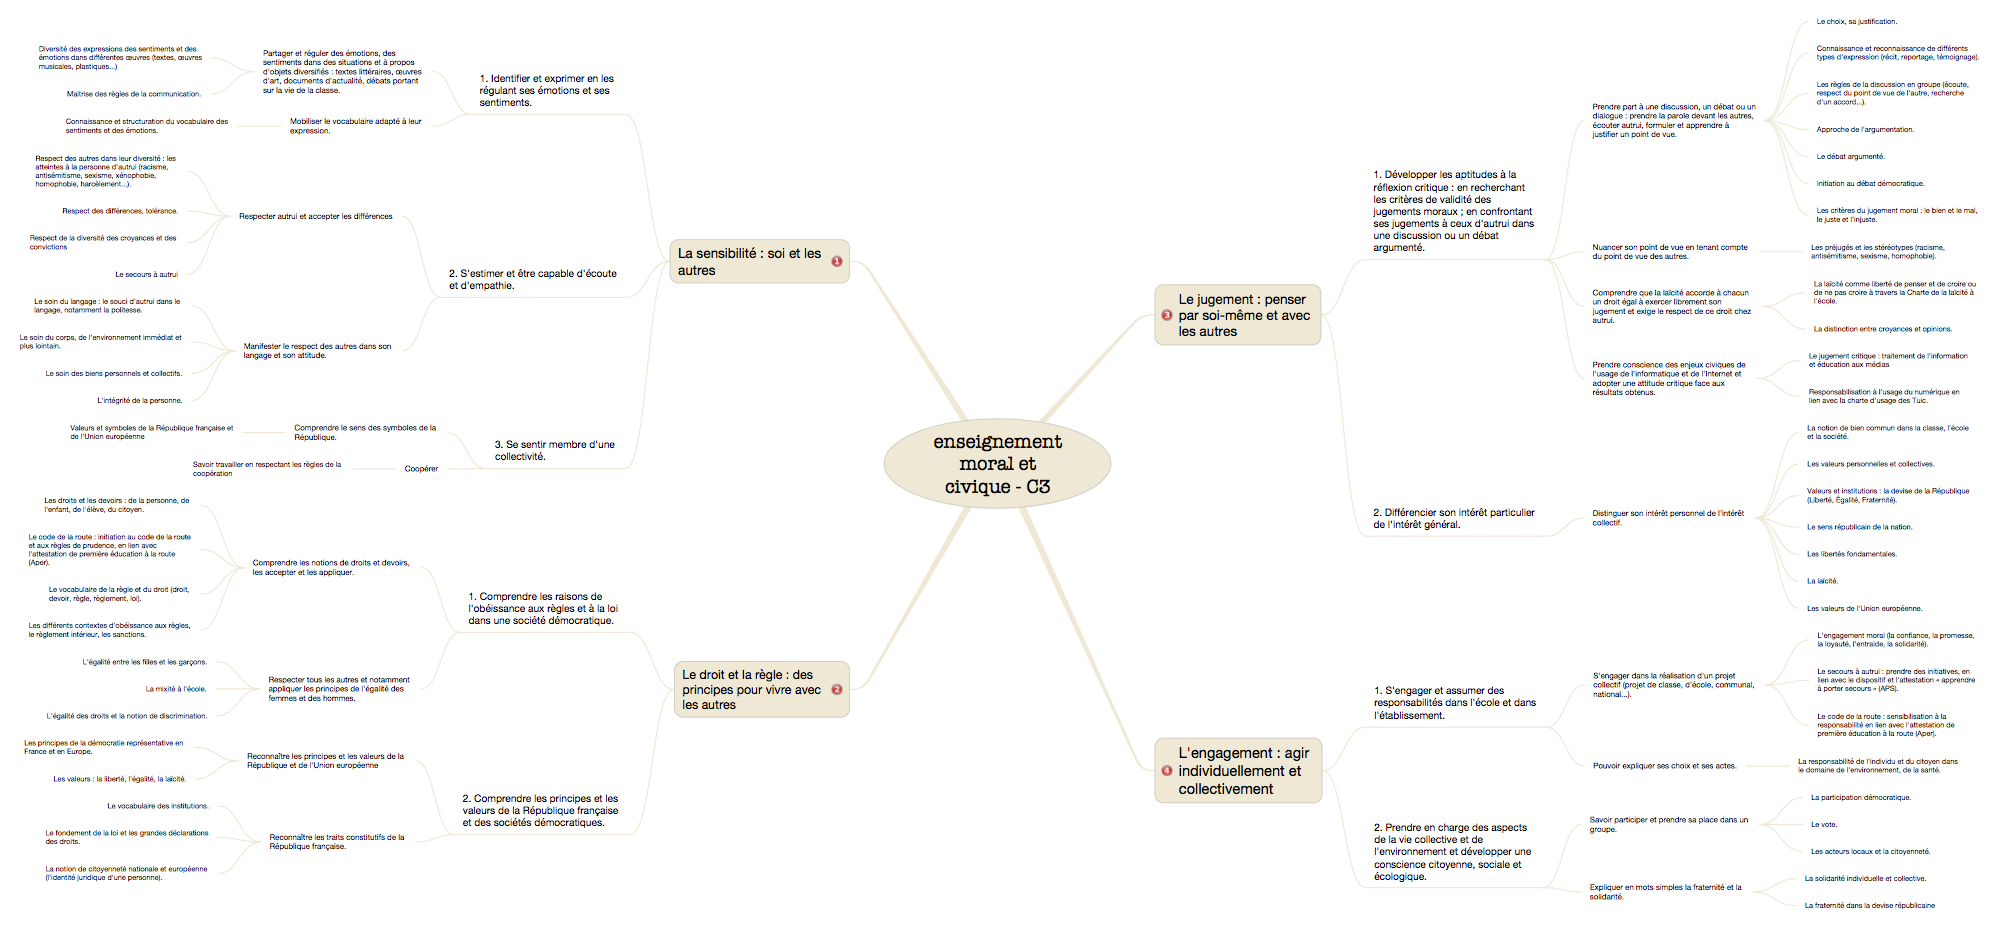 enseignement
moral et
civique - C3
La sensibilité : soi et les
autres
1
1. Identifier et exprimer en les
régulant ses émotions et ses
sentiments.
Partager et réguler des émotions, des
sentiments dans des situations et à propos
d'objets diversifiés : textes littéraires, œuvres
d'art, documents d'actualité, débats portant
sur la vie de la classe.
Diversité des expressions des sentiments et des
émotions dans différentes œuvres (textes, œuvres
musicales, plastiques...)
Maitrise des règles de la communication.
Mobiliser le vocabulaire adapté à leur
expression.
Connaissance et structuration du vocabulaire des
sentiments et des émotions.
2. S'estimer et être capable d'écoute
et d'empathie.
Respecter autrui et accepter les différences
Respect des autres dans leur diversité : les
atteintes à la personne d'autrui (racisme,
antisémitisme, sexisme, xénophobie,
homophobie, harcèlement...).
Respect des différences, tolérance.
Respect de la diversité des croyances et des
convictions
Le secours à autrui
Manifester le respect des autres dans son
langage et son attitude.
Le soin du langage : le souci d'autrui dans le
langage, notamment la politesse.
Le soin du corps, de l'environnement immédiat et
plus lointain.
Le soin des biens personnels et collectifs.
L'intégrité de la personne.
3. Se sentir membre d'une
collectivité.
Comprendre le sens des symboles de la
République.
Valeurs et symboles de la République française et
de l'Union européenne
Coopérer
Savoir travailler en respectant les règles de la
coopération
Le droit et la règle : des
principes pour vivre avec
les autres
2
1. Comprendre les raisons de
l'obéissance aux règles et à la loi
dans une société démocratique.
Comprendre les notions de droits et devoirs,
les accepter et les appliquer.
Les droits et les devoirs : de la personne, de
l'enfant, de l'élève, du citoyen.
Le code de la route : initiation au code de la route
et aux règles de prudence, en lien avec
l'attestation de première éducation à la route
(Aper).
Le vocabulaire de la règle et du droit (droit,
devoir, règle, règlement, loi).
Les différents contextes d'obéissance aux règles,
le règlement intérieur, les sanctions.
Respecter tous les autres et notamment
appliquer les principes de l'égalité des
femmes et des hommes.
L'égalité entre les filles et les garçons.
La mixité à l'école.
L'égalité des droits et la notion de discrimination.
2. Comprendre les principes et les
valeurs de la République française
et des sociétés démocratiques.
Reconnaître les principes et les valeurs de la
République et de l'Union européenne
Les principes de la démocratie représentative en
France et en Europe.
Les valeurs : la liberté, l'égalité, la laïcité.
Reconnaître les traits constitutifs de la
République française.
Le vocabulaire des institutions.
Le fondement de la loi et les grandes déclarations
des droits.
La notion de citoyenneté nationale et européenne
(l'identité juridique d'une personne).
3
Le jugement : penser
par soi-même et avec
les autres
1. Développer les aptitudes à la
réflexion critique : en recherchant
les critères de validité des
jugements moraux ; en confrontant
ses jugements à ceux d'autrui dans
une discussion ou un débat
argumenté.
Prendre part à une discussion, un débat ou un
dialogue : prendre la parole devant les autres,
écouter autrui, formuler et apprendre à
justifier un point de vue.
Le choix, sa justification.
Connaissance et reconnaissance de différents
types d'expression (récit, reportage, témoignage).
Les règles de la discussion en groupe (écoute,
respect du point de vue de l'autre, recherche
d'un accord...).
Approche de l'argumentation.
Le débat argumenté.
Initiation au débat démocratique.
Les critères du jugement moral : le bien et le mal,
le juste et l'injuste.
Nuancer son point de vue en tenant compte
du point de vue des autres.
Les préjugés et les stéréotypes (racisme,
antisémitisme, sexisme, homophobie).
Comprendre que la laïcité accorde à chacun
un droit égal à exercer librement son
jugement et exige le respect de ce droit chez
autrui.
La laïcité comme liberté de penser et de croire ou
de ne pas croire à travers la Charte de la laïcité à
l'école.
La distinction entre croyances et opinions.
Prendre conscience des enjeux civiques de
l'usage de l'informatique et de l'Internet et
adopter une attitude critique face aux
résultats obtenus.
Le jugement critique : traitement de l'information
et éducation aux médias
Responsabilisation à l'usage du numérique en
lien avec la charte d'usage des Tuic.
2. Différencier son intérêt particulier
de l'intérêt général.
Distinguer son intérêt personnel de l'intérêt
collectif.
La notion de bien commun dans la classe, l'école
et la société.
Les valeurs personnelles et collectives.
Valeurs et institutions : la devise de la République
(Liberté, Égalité, Fraternité).
Le sens républicain de la nation.
Les libertés fondamentales.
La laïcité.
Les valeurs de l'Union européenne.
4
L'engagement : agir
individuellement et
collectivement
1. S'engager et assumer des
responsabilités dans l'école et dans
l'établissement.
S'engager dans la réalisation d'un projet
collectif (projet de classe, d'école, communal,
national...).
L'engagement moral (la confiance, la promesse,
la loyauté, l'entraide, la solidarité).
Le secours à autrui : prendre des initiatives, en
lien avec le dispositif et l'attestation « apprendre
à porter secours » (APS).
Le code de la route : sensibilisation à la
responsabilité en lien avec l'attestation de
première éducation à la route (Aper).
Pouvoir expliquer ses choix et ses actes.
La responsabilité de l'individu et du citoyen dans
le domaine de l'environnement, de la santé.
2. Prendre en charge des aspects
de la vie collective et de
l'environnement et développer une
conscience citoyenne, sociale et
écologique.
Savoir participer et prendre sa place dans un
groupe.
La participation démocratique.
Le vote.
Les acteurs locaux et la citoyenneté.
Expliquer en mots simples la fraternité et la
solidarité.
La solidarité individuelle et collective.
La fraternité dans la devise républicaine